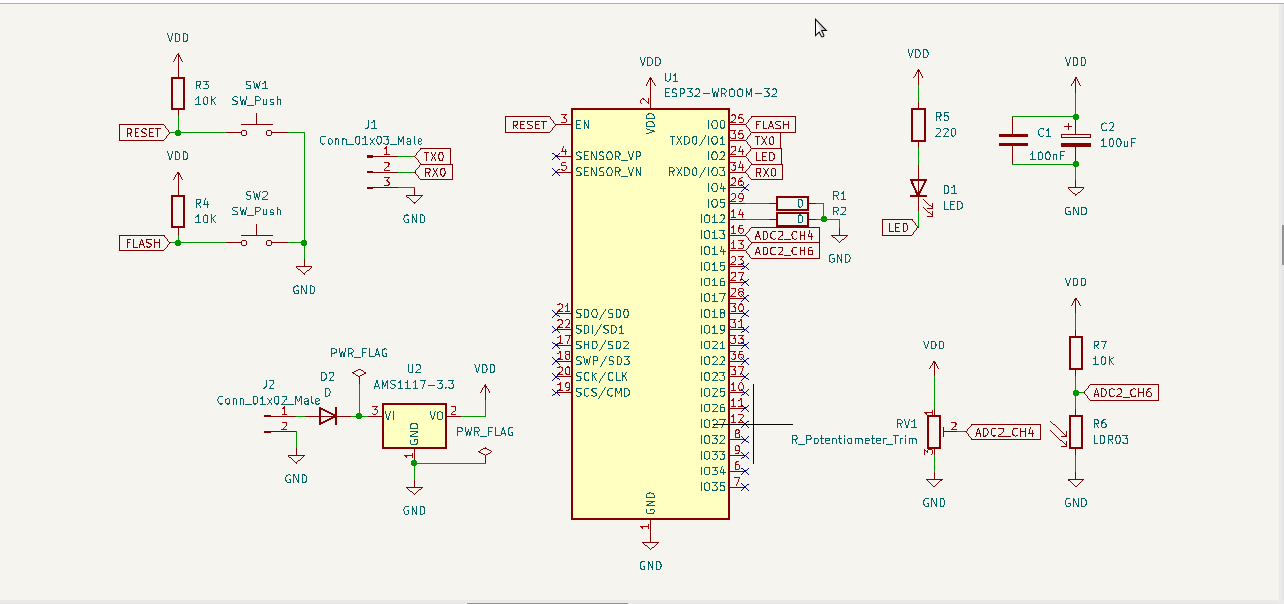 VDD
R3
10K
SW1
SW_Push
RESET
VDD
R4
10K
SW2
SW_Push
FLASH
GND
J1
Conn_01x03_Male
1
TX0
2
RX0
3
GND
PWR_FLAG
J2
Conn_01x02_Male
1
2
GND
D2
D
U2
AMS1117-3.3
3
VI
VO
2
GND
1
VDD
PWR_FLAG
GND
VDD
U1
ESP32-WROOM-32
2
VDD
RESET
3
EN
4
SENSOR_VP
5
SENSOR_VN
21
SDO/SD0
22
SDI/SD1
17
SHD/SD2
18
SWP/SD3
20
SCK/CLK
19
SCS/CMD
IO0
25
FLASH
TXD0/IO1
35
TX0
IO2
24
LED
RXD0/IO3
34
RX0
IO4
26
IO5
29
IO12
14
IO13
16
ADC2_CH4
IO14
13
ADC2_CH6
IO15
23
IO16
27
IO17
28
IO18
30
IO19
31
IO21
33
IO22
36
IO23
37
IO25
10
IO26
11
IO27
12
IO32
8
IO33
9
IO34
6
IO35
7
GND
1
GND
0
R1
0
R2
GND
VDD
R5
220
D1
LED
LED
VDD
C1
100nF
C2
100uF
GND
VDD
RV1
R_Potentiometer_Trim
1
2
3
ADC2_CH4
GND
VDD
R7
10K
ADC2_CH6
R6
LDR03
GND